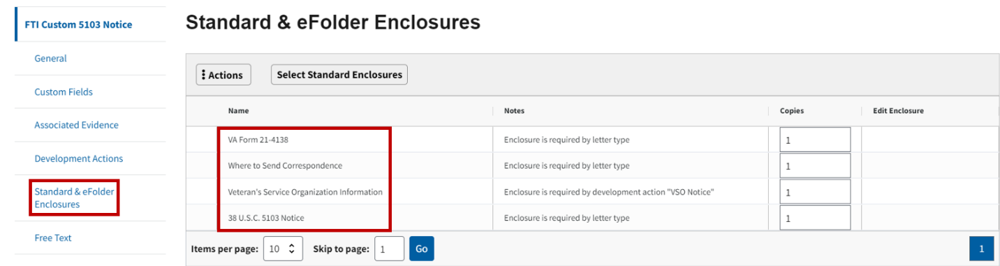 FTI Custom 5103 Notice
General
Custom Fields
Associated Evidence
Development Actions
Standard & eFolder
Enclosures
Free Text
Standard & eFolder Enclosures
Actions Select Standard Enclosures
Name Notes Copies Edit Enclosure
VA Form 21-4138 Enclosure is required by letter type 1
Where to Send Correspondence Enclosure is required by letter type 1
Veteran's Service Organization Information Enclosure is required by development action "VSO Notice" 1
38 U.S.C. 5103 Notice Enclosure is required by letter type 1
Items per page: 10 Skip to page: 1 Go 1